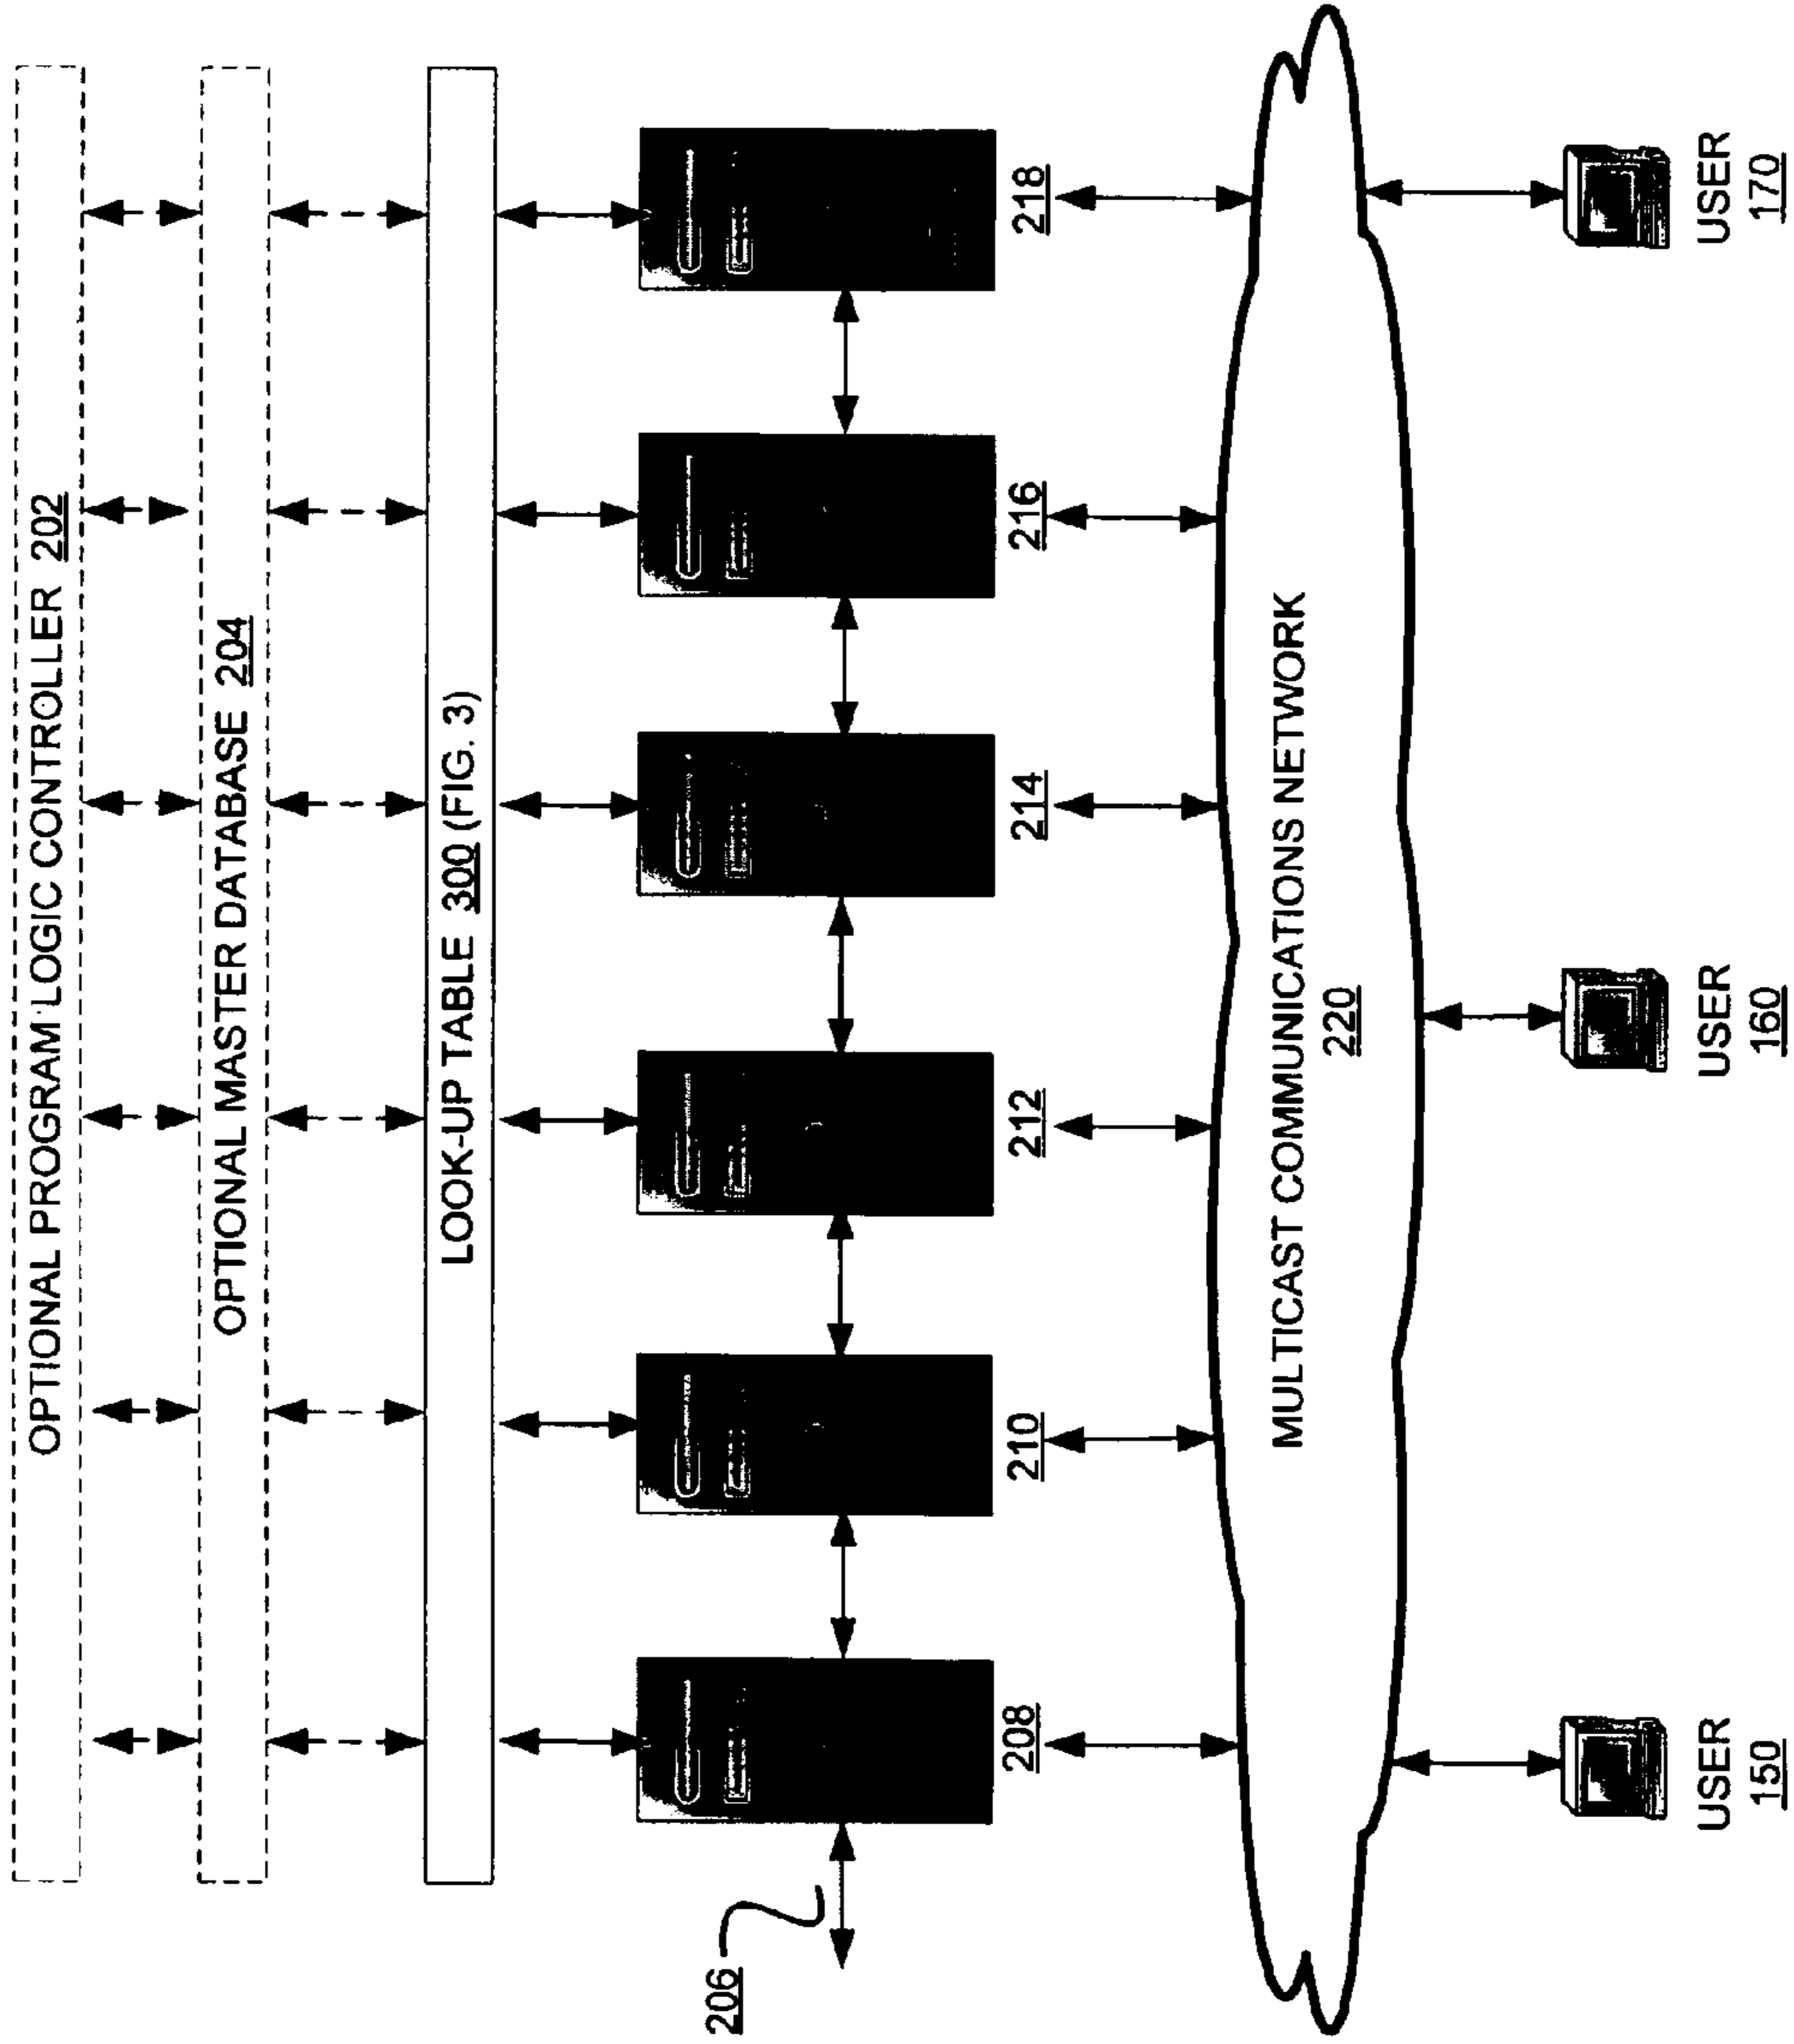 OPTIONAL PROGRAM LOGIC CONTROLLER 202
OPTIONAL MASTER DATABASE 204
LOOK-UP TABLE 300 (FIG. 3)
206
208
210
212
214
216
218
MULTICAST COMMUNICATIONS NETWORK
220
USER
150
USER
160
USER
170